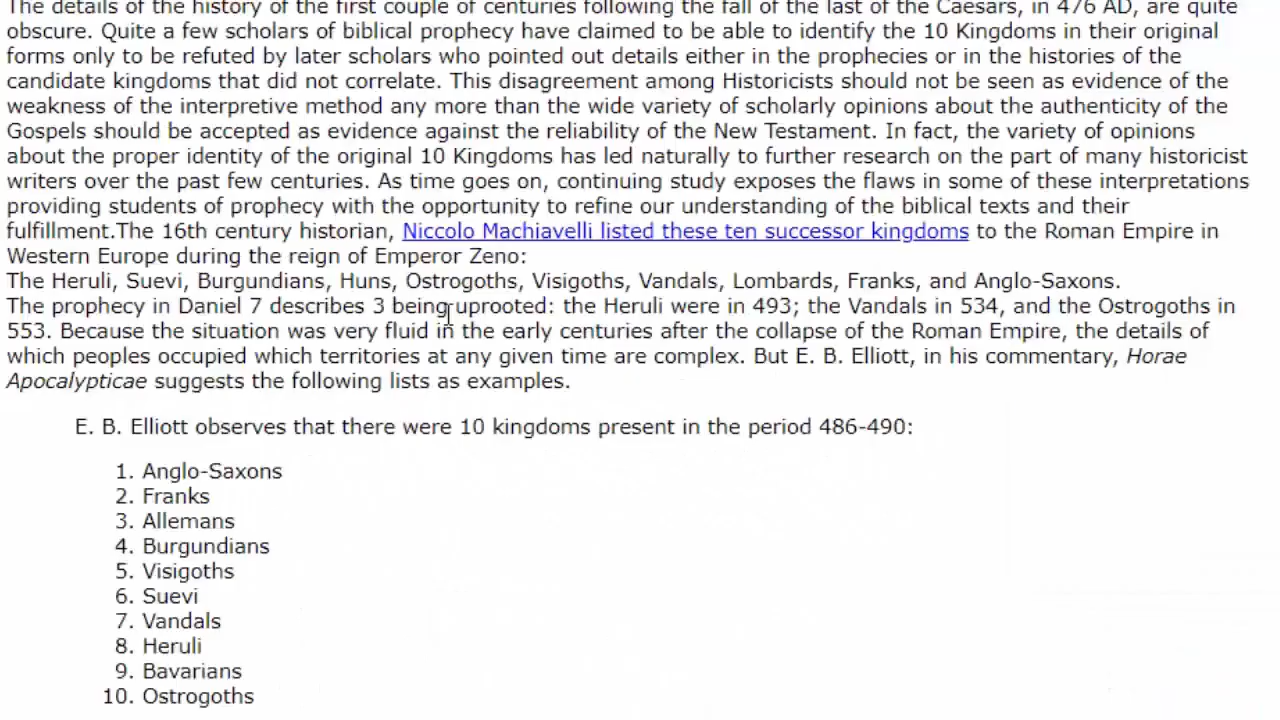 The details of the history of the first couple of centuries following the fall of the last of the Caesars, in 476 AD, are quite
obscure. Quite a few scholars of biblical prophecy have claimed to be able to identify the 10 Kingdoms in their original
forms only to be refuted by later scholars who pointed out details either in the prophecies or in the histories of the
candidate kingdoms that did not correlate. This disagreement among Historicists should not be seen as evidence of the
weakness of the interpretive method any more than the wide variety of scholarly opinions about the authenticity of the
Gospels should be accepted as evidence against the reliability of the New Testament. In fact, the variety of opinions
about the proper identity of the original 10 Kingdoms has led naturally to further research on the part of many historicist
writers over the past few centuries. As time goes on, continuing study exposes the flaws in some of these interpretations
providing students of prophecy with the opportunity to refine our understanding of the biblical texts and their
fulfillment.The 16th century historian, Niccolo Machiavelli listed these ten successor kingdoms to the Roman Empire in
Western Europe during the reign of Emperor Zeno:
The Heruli, Suevi, Burgundians, Huns, Ostrogoths, Visigoths, Vandals, Lombards, Franks, and Anglo-Saxons.
The prophecy in Daniel 7 describes 3 being uprooted: the Heruli were in 493; the Vandals in 534, and the Ostrogoths in
553. Because the situation was very fluid in the early centuries after the collapse of the Roman Empire, the details of
which peoples occupied which territories at any given time are complex. But E. B. Elliott, in his commentary, Horae
Apocalypticae suggests the following lists as examples.
E. B. Elliott observes that there were 10 kingdoms present in the period 486-490:
1. Anglo-Saxons
2. Franks
3. Allemans
4. Burgundians
5. Visigoths
6. Suevi
7. Vandals
8. Heruli
9. Bavarians
10. Ostrogoths